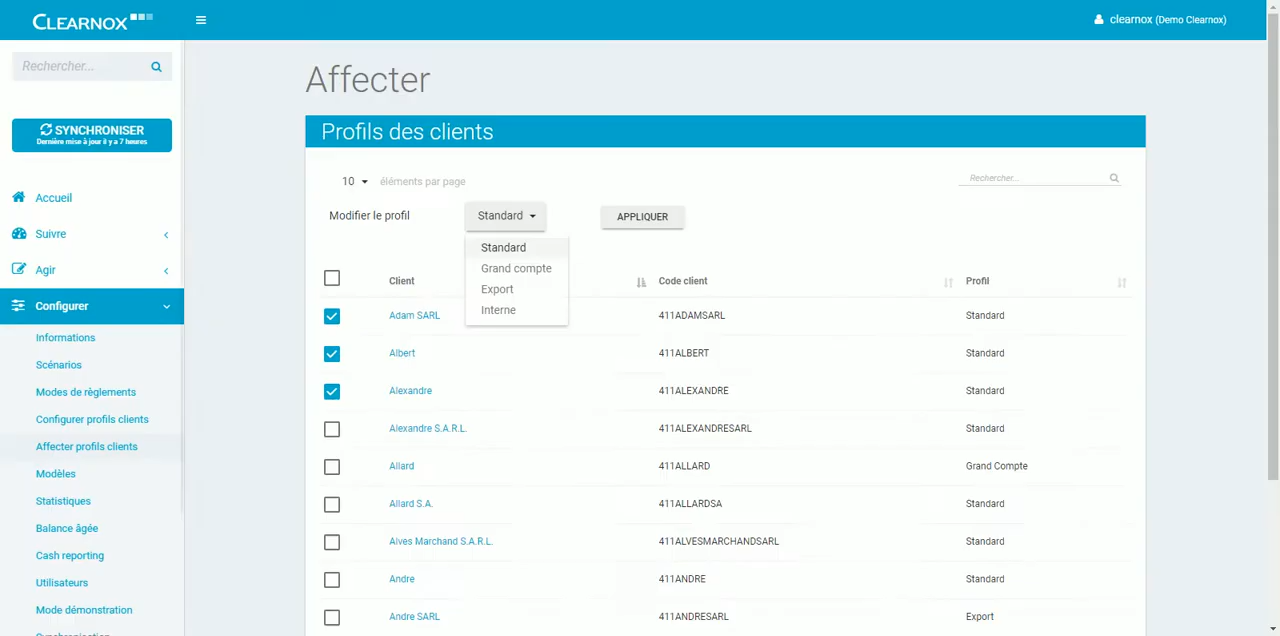 CLEARNOX
clearnox (Demo Clearnox)
Rechercher...
SYNCHRONISER
Dernière mise à jour il y a 7 heures
Accueil
Suivre
Agir
Configurer
Informations
Scénarios
Modes de règlements
Configurer profils clients
Affecter profils clients
Modèles
Statistiques
Balance âgée
Cash reporting
Utilisateurs
Mode démonstration
Synchronisation
Affecter
Profils des clients
10 éléments par page
Rechercher...
Modifier le profil Standard APPLIQUER
Standard
Grand compte
Export
Interne
Client Code client Profil
Adam SARL 411ADAMSARL Standard
Albert 411ALBERT Standard
Alexandre 411ALEXANDRE Standard
Alexandre S.A.R.L. 411ALEXANDRESARL Standard
Allard 411ALLARD Grand Compte
Allard S.A. 411ALLARDSA Standard
Alves Marchand S.A.R.L. 411ALVESMARCHANDSARL Standard
Andre 411ANDRE Standard
Andre SARL 411ANDRESARL Export